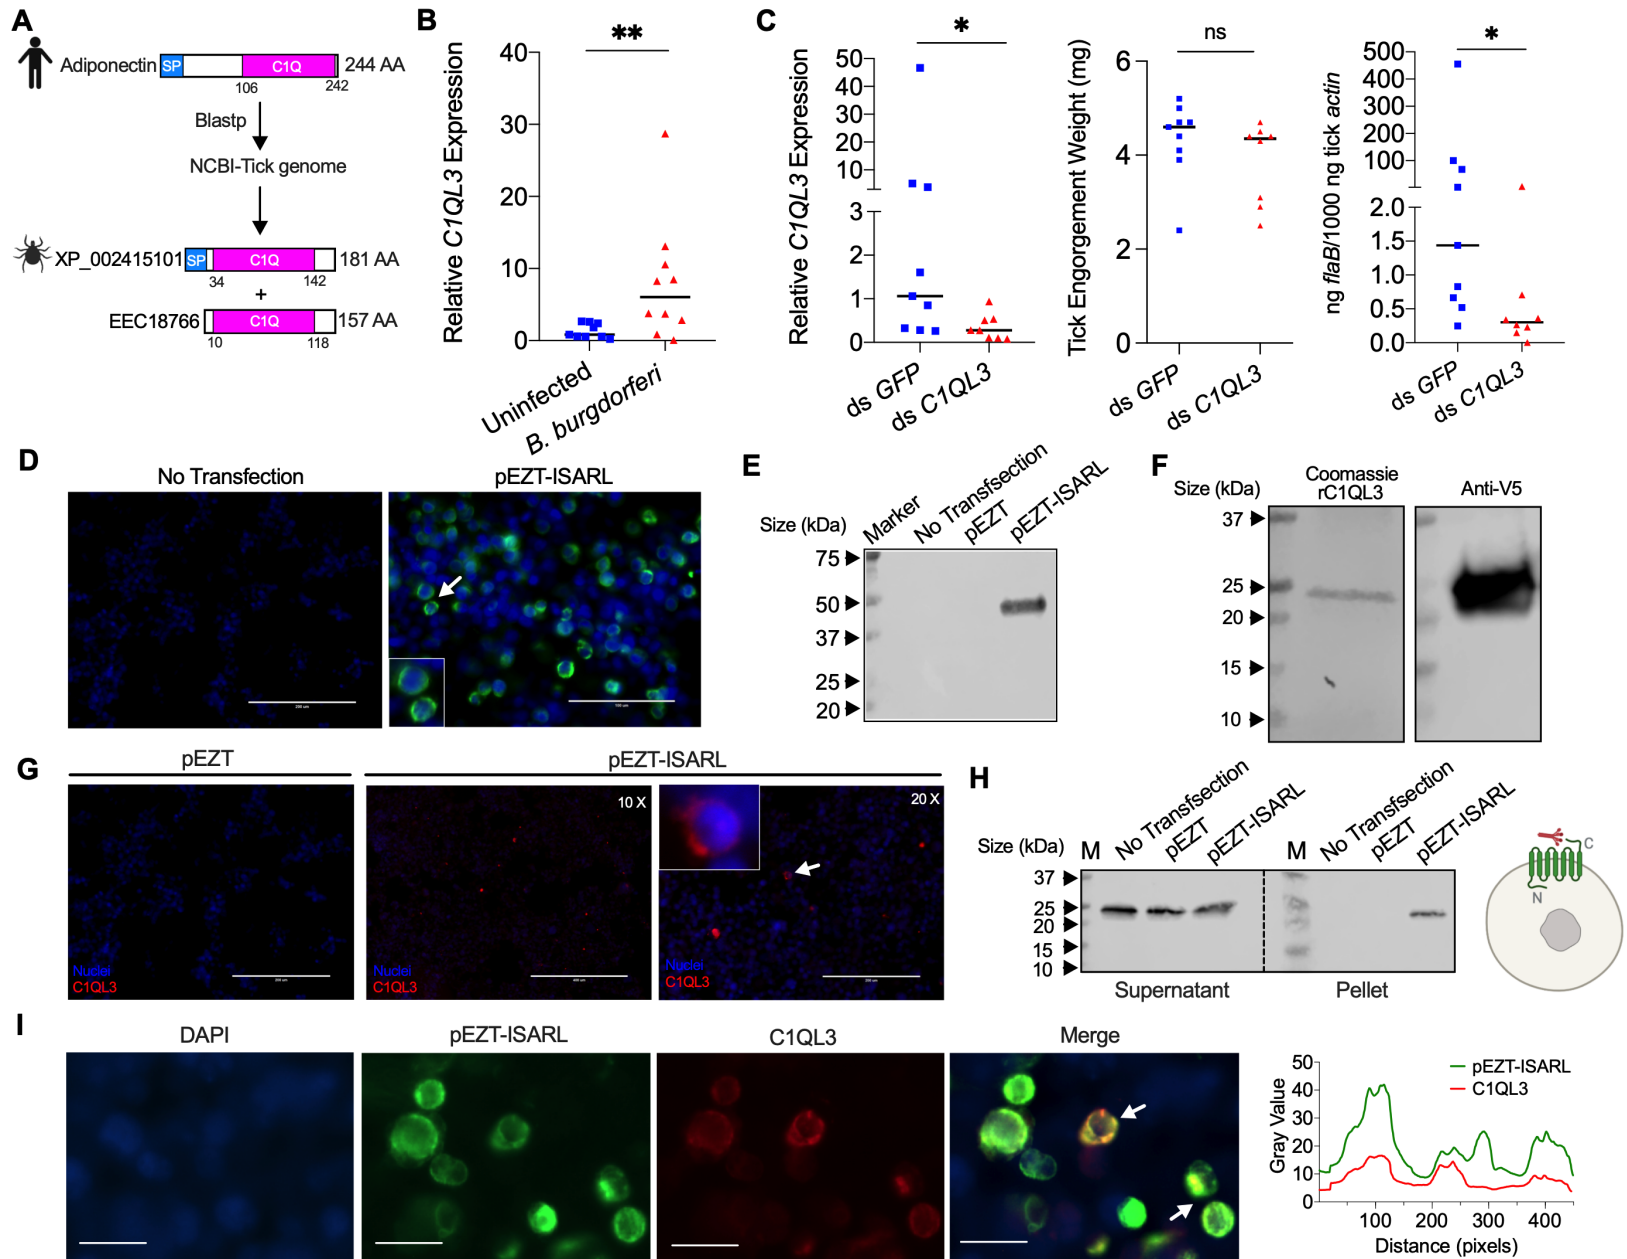 A
Adiponectin SP C1Q 244 AA
106 242
Blastp
NCBI-Tick genome
XP_002415101 SP C1Q 181 AA
34 142
+
EEC18766 C1Q 157 AA
10 118
B
**
Relative C1QL3 Expression
40
30
20
10
0
Uninfected
B. burgdorferi
C
*
Relative C1QL3 Expression
50
40
30
20
10
3
2
1
0
ds GFP
ds C1QL3
ns
Tick Engorgement Weight (mg)
6
4
2
0
ds GFP
ds C1QL3
*
ng flaB/1000 ng tick actin
500
400
300
200
100
2.0
1.5
1.0
0.5
0.0
ds GFP
ds C1QL3
D
No Transfection
pEZT-ISARL
E
Size (kDa)
Marker
No Transfsection
pEZT
pEZT-ISARL
75
50
37
25
20
F
Size (kDa)
Coomassie
rC1QL3
Anti-V5
37
25
20
15
10
G
pEZT
pEZT-ISARL
Nuclei
C1QL3
10 X
Nuclei
C1QL3
20 X
Nuclei
C1QL3
H
Size (kDa)
M
No Transfsection
pEZT
pEZT-ISARL
M
No Transfsection
pEZT
pEZT-ISARL
37
25
20
15
10
Supernatant
Pellet
C
N
I
DAPI
pEZT-ISARL
C1QL3
Merge
Gray Value
50
40
30
20
10
0
100 200 300 400
Distance (pixels)
pEZT-ISARL
C1QL3